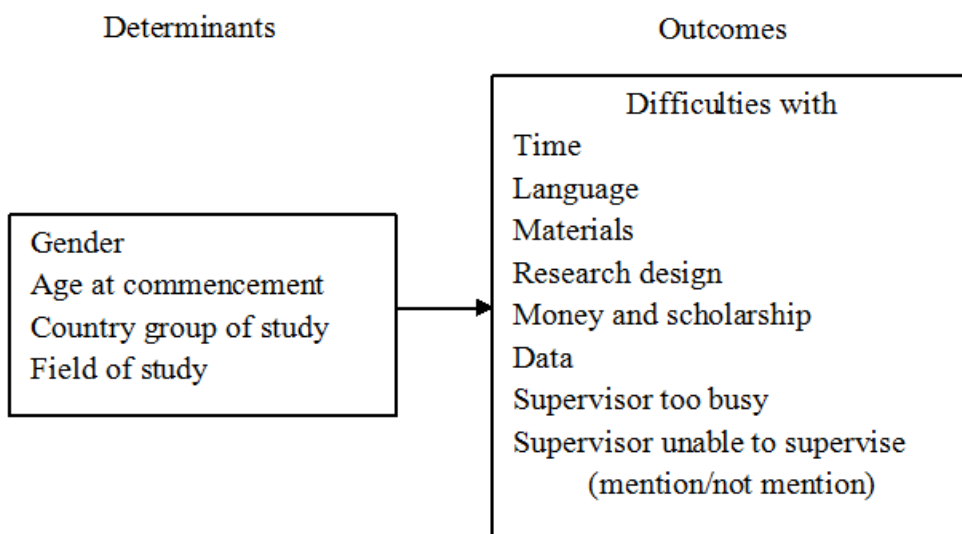 Determinants
Outcomes
Gender
Age at commencement
Country group of study
Field of study
Difficulties with
Time
Language
Materials
Research design
Money and scholarship
Data
Supervisor too busy
Supervisor unable to supervise
(mention/not mention)